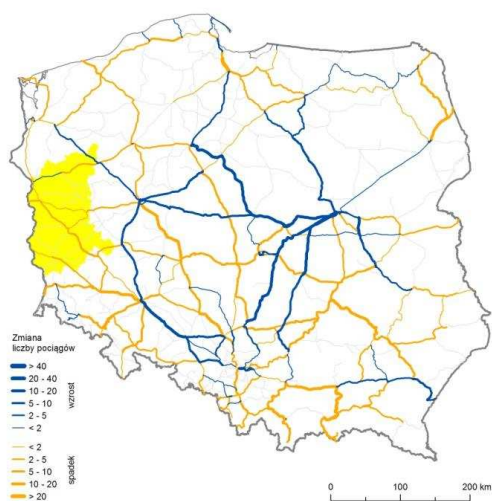 Zmiana
liczby pociągów
> 40
20 - 40
10 - 20
5 - 10
2 - 5
< 2
wzrost
< 2
2 - 5
5 - 10
10 - 20
> 20
spadek
0 100 200 km